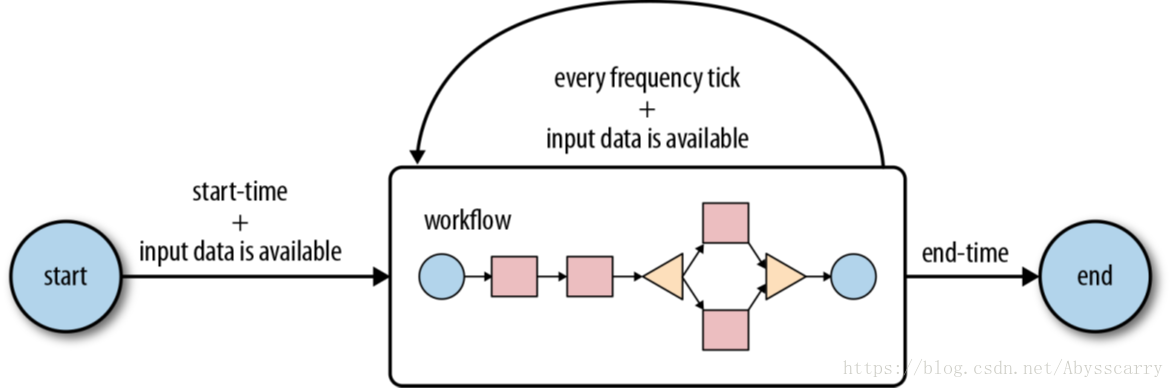 every frequency tick
+
input data is available
start-time
+
input data is available
workflow
start
end-time
end
https://blog.csdn.net/Abysscarry